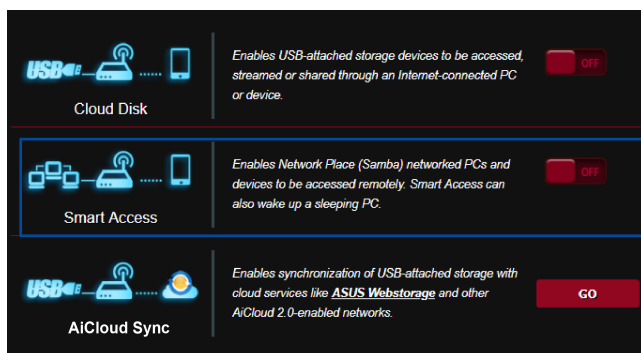 Enables USB-attached storage devices to be accessed,
streamed or shared through an Internet-connected PC
or device.
USB
Cloud Disk
OFF
Enables Network Place (Samba) networked PCs and
devices to be accessed remotely. Smart Access can
also wake up a sleeping PC.
Smart Access
OFF
Enables synchronization of USB-attached storage with
cloud services like ASUS Webstorage and other
AiCloud 2.0-enabled networks.
USB
AiCloud Sync
GO